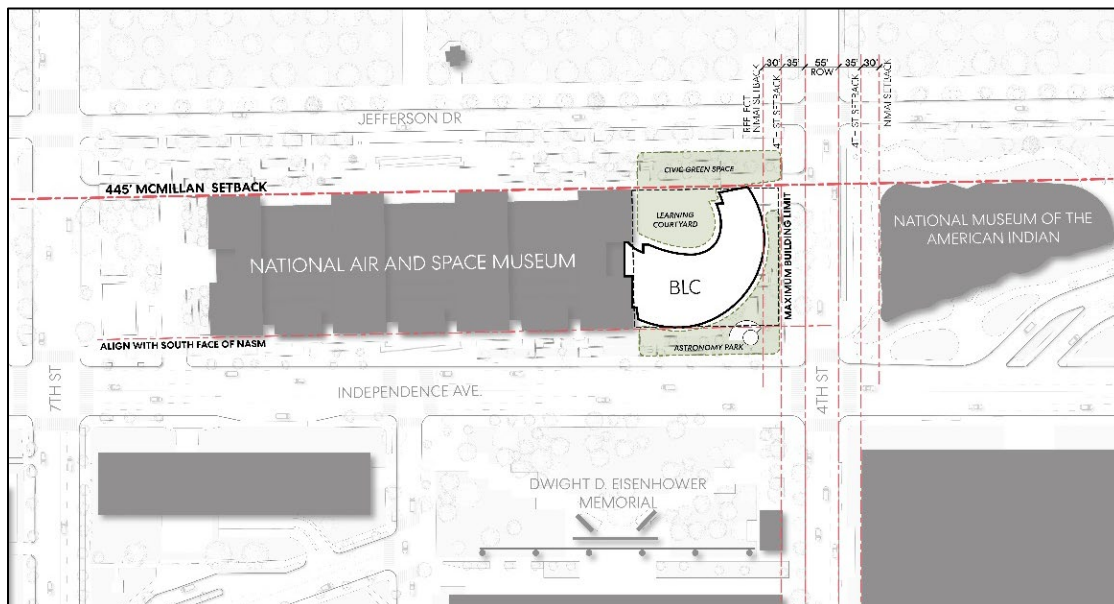 30' 35' 55' 35' 30'
ROW
REF. FCT.
NMAI SETBACK
4TH ST SETBACK
4TH ST SETBACK
NMAI SETBACK
JEFFERSON DR
CIVIC GREEN SPACE
445' MCMILLAN SETBACK
LEARNING
COURTYARD
NATIONAL MUSEUM OF THE
AMERICAN INDIAN
NATIONAL AIR AND SPACE MUSEUM
BLC
MAXIMUM BUILDING LIMIT
ALIGN WITH SOUTH FACE OF NASM
ASTRONOMY PARK
7TH ST
INDEPENDENCE AVE.
4TH ST
DWIGHT D. EISENHOWER
MEMORIAL